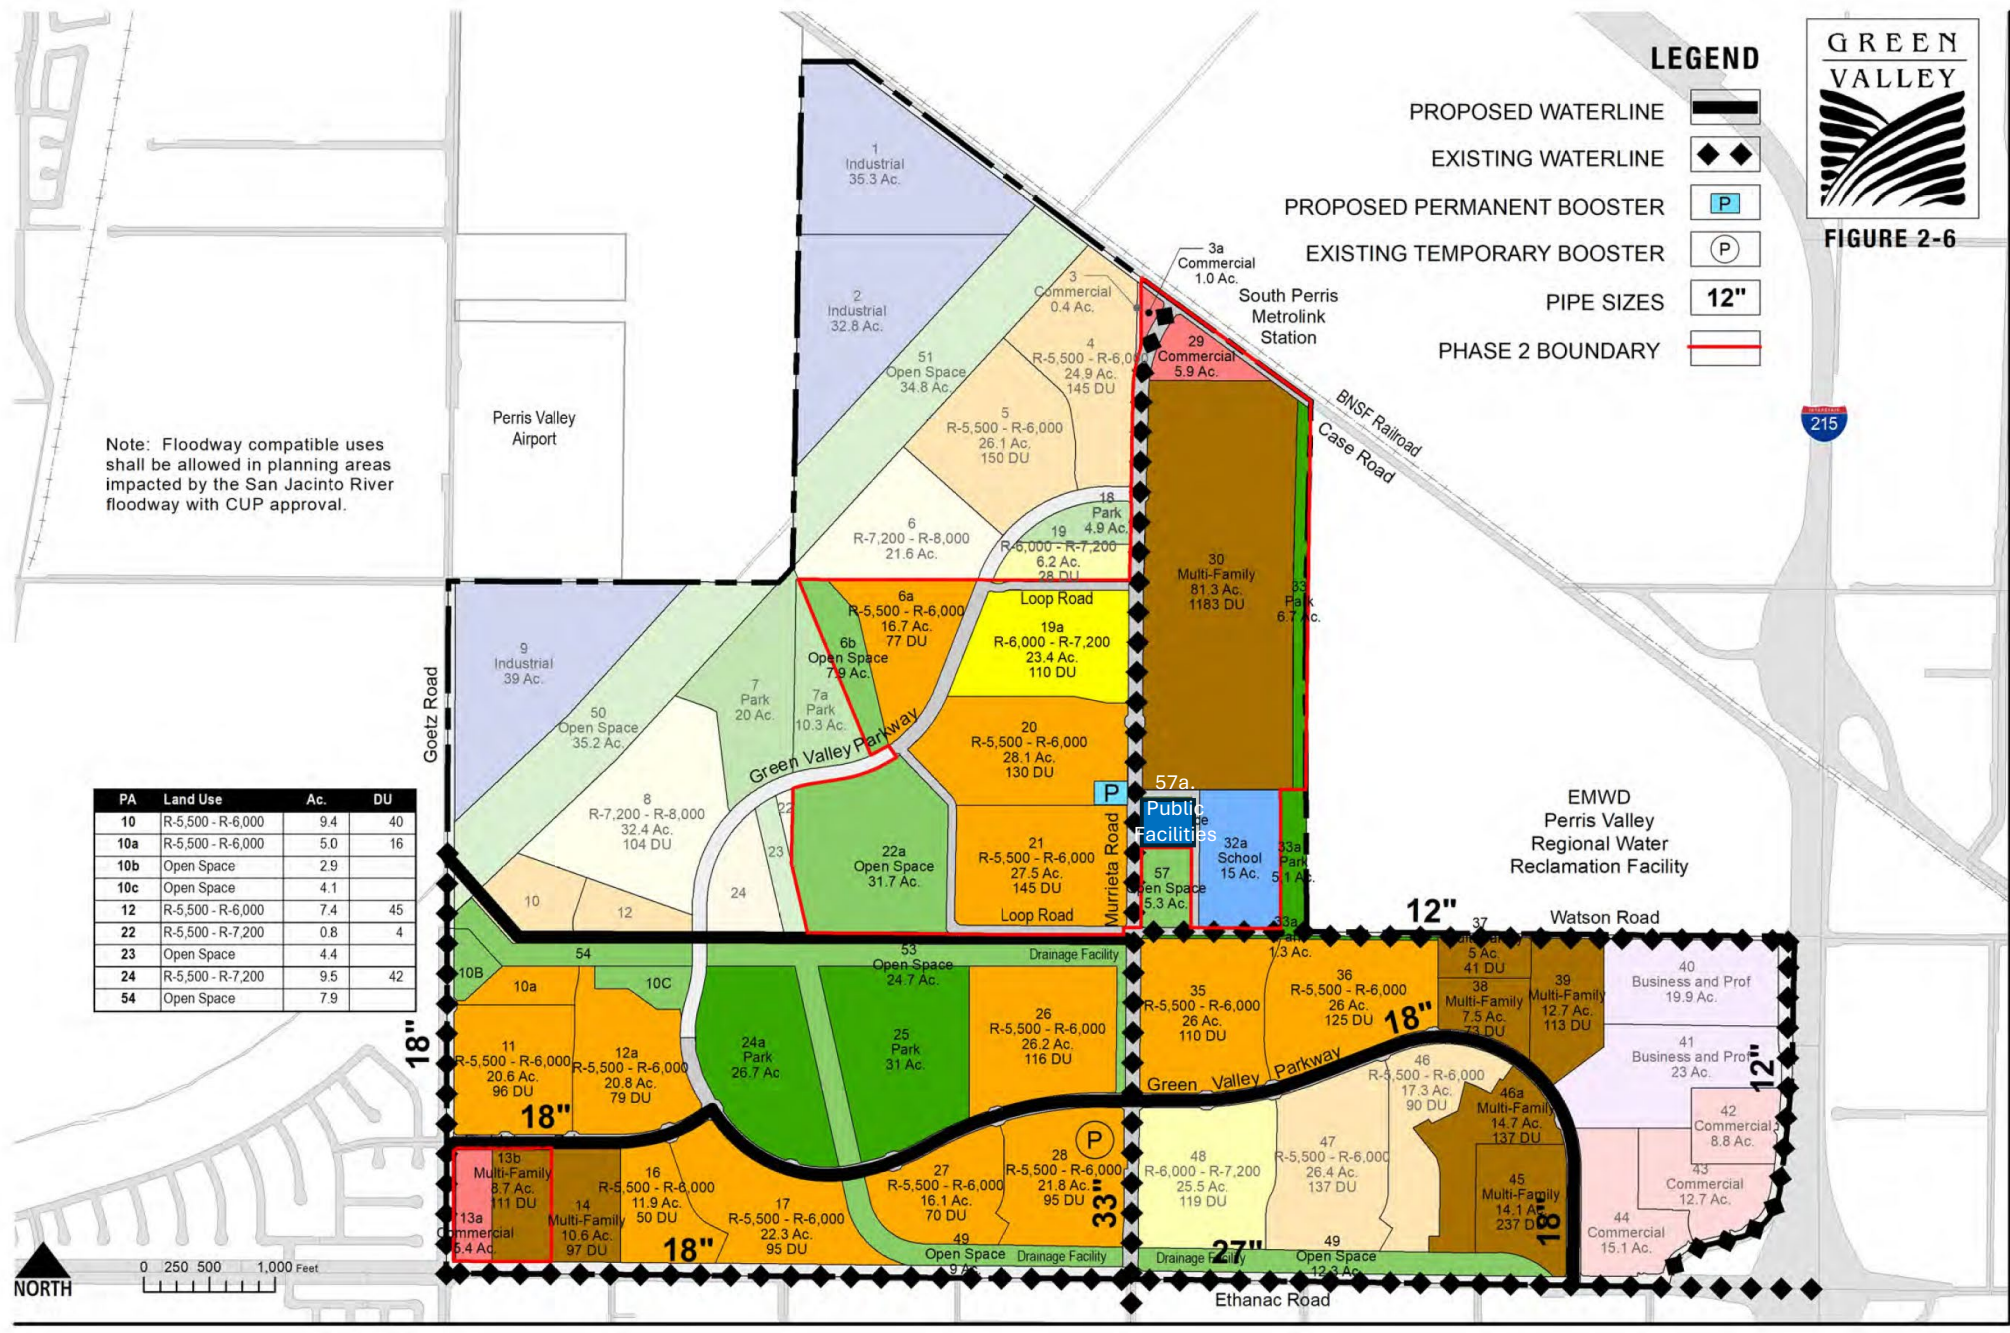 GREEN
VALLEY
FIGURE 2-6
LEGEND
PROPOSED WATERLINE
EXISTING WATERLINE
PROPOSED PERMANENT BOOSTER
P
EXISTING TEMPORARY BOOSTER
P
PIPE SIZES
12"
PHASE 2 BOUNDARY
INTERSTATE
215
1
Industrial
35.3 Ac.
2
Industrial
32.8 Ac.
3a
Commercial
1.0 Ac.
3
Commercial
0.4 Ac.
South Perris
Metrolink
Station
29
Commercial
5.9 Ac.
4
R-5,500 - R-6,0
24.9 Ac.
145 DU
51
Open Space
34.8 Ac.
5
R-5,500 - R-6,000
26.1 Ac.
150 DU
BNSF Railroad
Case Road
Perris Valley
Airport
Note: Floodway compatible uses
shall be allowed in planning areas
impacted by the San Jacinto River
floodway with CUP approval.
6
R-7,200 - R-8,000
21.6 Ac.
18
Park
4.9 Ac.
19
R-6,000 - R-7,200
6.2 Ac.
28 DU
Loop Road
30
Multi-Family
81.3 Ac.
1183 DU
33
Park
6.7 Ac.
6a
R-5,500 - R-6,000
16.7 Ac.
77 DU
19a
R-6,000 - R-7,200
23.4 Ac.
110 DU
6b
Open Space
7.9 Ac.
9
Industrial
39 Ac.
Goetz Road
50
Open Space
35.2 Ac.
7
Park
20 Ac.
7a
Park
10.3 Ac.
Green Valley Parkway
20
R-5,500 - R-6,000
28.1 Ac.
130 DU
P
57a.
Public
Facilities
8
R-7,200 - R-8,000
32.4 Ac.
104 DU
22
23
24
10
12
22a
Open Space
31.7 Ac.
21
R-5,500 - R-6,000
27.5 Ac.
145 DU
Loop Road
Murrieta Road
57
Open Space
5.3 Ac.
32a
School
15 Ac.
33a
Park
5.1 Ac.
EMWD
Perris Valley
Regional Water
Reclamation Facility
PA Land Use Ac. DU
10 R-5,500 - R-6,000 9.4 40
10a R-5,500 - R-6,000 5.0 16
10b Open Space 2.9
10c Open Space 4.1
12 R-5,500 - R-6,000 7.4 45
22 R-5,500 - R-7,200 0.8 4
23 Open Space 4.4
24 R-5,500 - R-7,200 9.5 42
54 Open Space 7.9
12"
Watson Road
54
53
Open Space
24.7 Ac.
Drainage Facility
33a
1.3 Ac.
37
5 Ac.
41 DU
10B
10a
10C
18"
11
R-5,500 - R-6,000
20.6 Ac.
96 DU
12a
R-5,500 - R-6,000
20.8 Ac.
79 DU
24a
Park
26.7 Ac
25
Park
31 Ac.
26
R-5,500 - R-6,000
26.2 Ac.
116 DU
35
R-5,500 - R-6,000
26 Ac.
110 DU
36
R-5,500 - R-6,000
26 Ac.
125 DU
38
Multi-Family
7.5 Ac.
73 DU
39
Multi-Family
12.7 Ac.
113 DU
40
Business and Prof
19.9 Ac.
41
Business and Prof
23 Ac.
12"
18"
Green Valley Parkway
46
R-5,500 - R-6,000
17.3 Ac.
90 DU
46a
Multi-Family
14.7 Ac.
137 DU
42
Commercial
8.8 Ac.
43
Commercial
12.7 Ac.
44
Commercial
15.1 Ac.
18"
13b
Multi-Family
8.7 Ac.
111 DU
13a
Commercial
5.4 Ac.
14
Multi-Family
10.6 Ac.
97 DU
16
R-5,500 - R-6,000
11.9 Ac.
50 DU
17
R-5,500 - R-6,000
22.3 Ac.
95 DU
18"
27
R-5,500 - R-6,000
16.1 Ac.
70 DU
28
R-5,500 - R-6,000
21.8 Ac.
95 DU
P
33"
48
R-6,000 - R-7,200
25.5 Ac.
119 DU
47
R-5,500 - R-6,000
26.4 Ac.
137 DU
45
Multi-Family
14.1 Ac.
237 DU
18"
49
Open Space
9 Ac
Drainage Facility
Drainage Facility
27"
49
Open Space
12.3 Ac.
Ethanac Road
NORTH
0 250 500 1,000 Feet